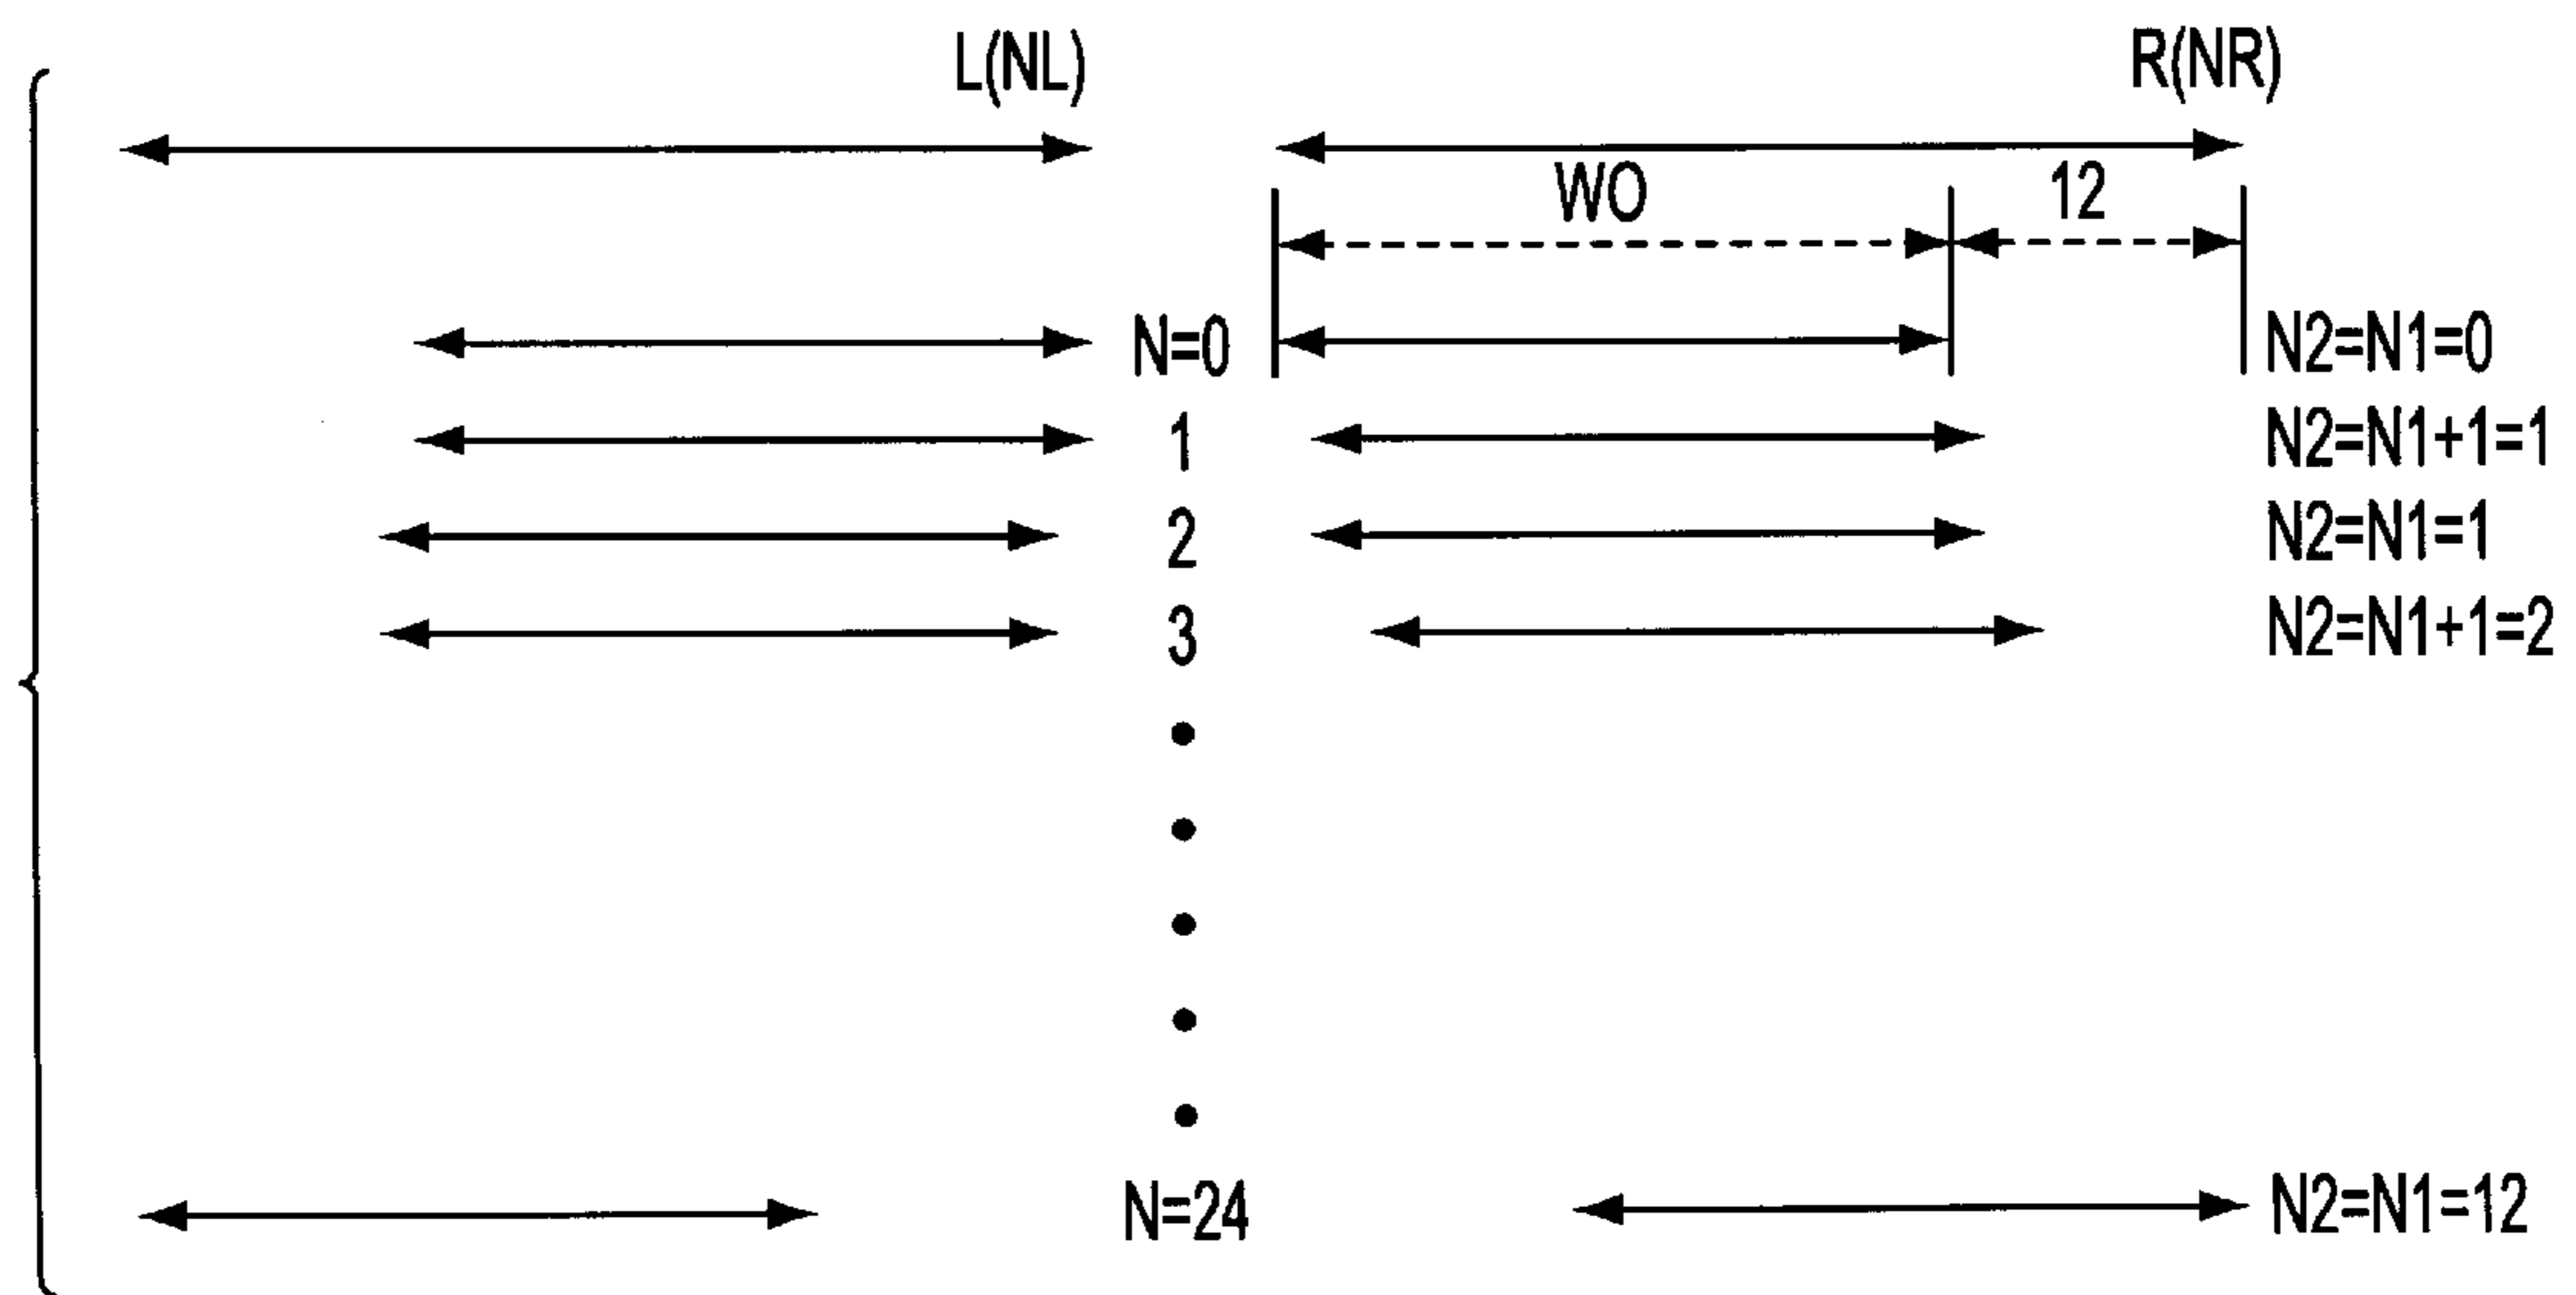 L(NL) R(NR)
WO 12
N=0 N2=N1=0
1 N2=N1+1=1
2 N2=N1=1
3 N2=N1+1=2
N=24 N2=N1=12